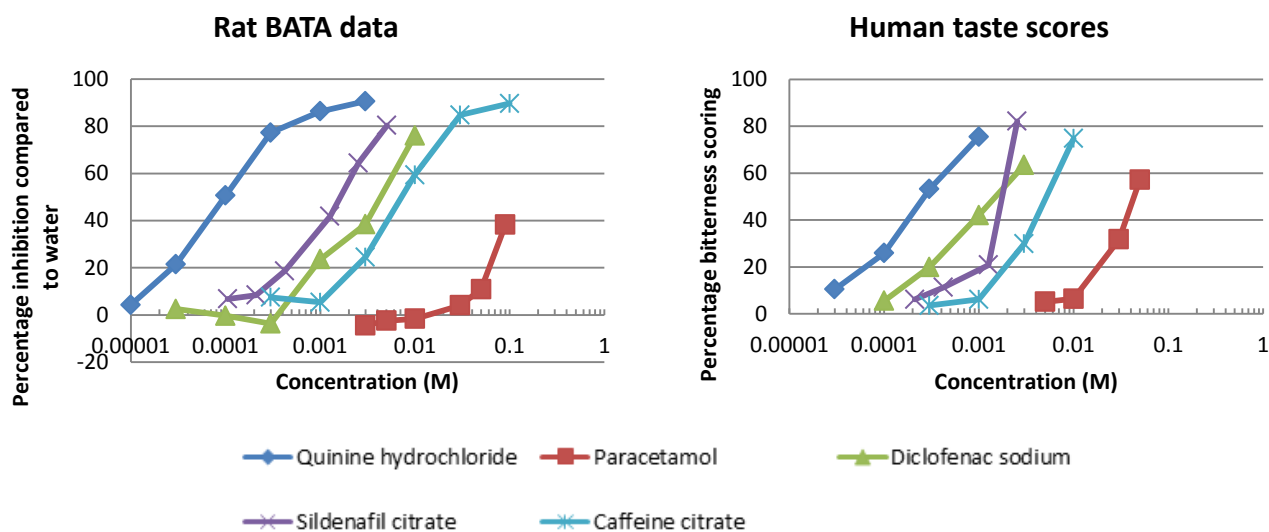 Rat BATA data
Percentage inhibition compared
to water
100
80
60
40
20
0
-20
0.00001
0.0001
0.001
0.01
0.1
1
Concentration (M)
Human taste scores
Percentage bitterness scoring
100
80
60
40
20
0
0.00001
0.0001
0.001
0.01
0.1
1
Concentration (M)
Quinine hydrochloride
Paracetamol
Diclofenac sodium
Sildenafil citrate
Caffeine citrate